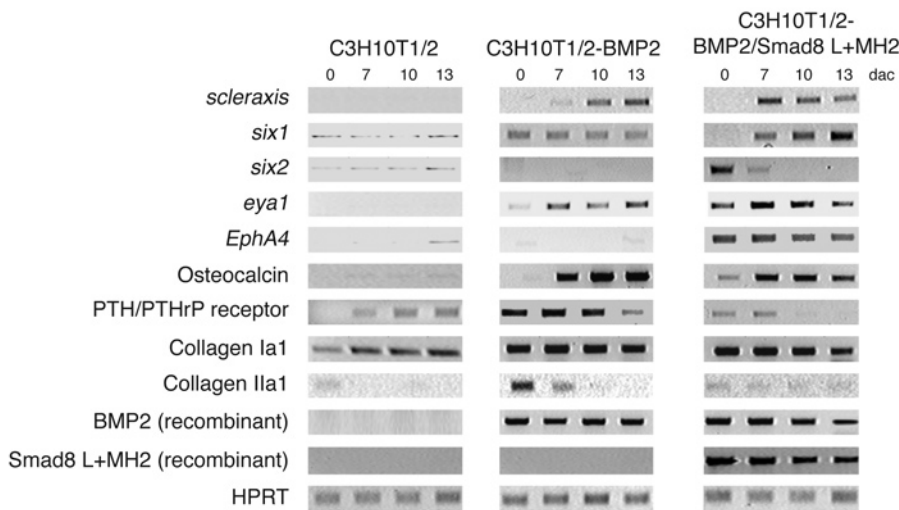 C3H10T1/2
C3H10T1/2-BMP2
C3H10T1/2-
BMP2/Smad8 L+MH2
0 7 10 13 0 7 10 13 0 7 10 13 dac
scleraxis
six1
six2
eya1
EphA4
Osteocalcin
PTH/PTHrP receptor
Collagen Ia1
Collagen IIa1
BMP2 (recombinant)
Smad8 L+MH2 (recombinant)
HPRT